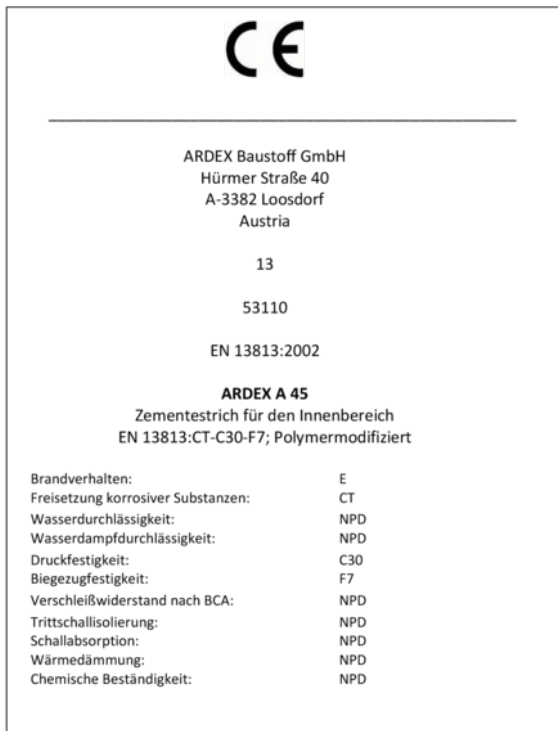 CE
ARDEX Baustoff GmbH
Hürmer Straße 40
A-3382 Loosdorf
Austria
13
53110
EN 13813:2002
ARDEX A 45
Zementestrich für den Innenbereich
EN 13813:CT-C30-F7; Polymermodifiziert
Brandverhalten: E
Freisetzung korrosiver Substanzen: CT
Wasserdurchlässigkeit: NPD
Wasserdampfdurchlässigkeit: NPD
Druckfestigkeit: C30
Biegezugfestigkeit: F7
Verschleißwiderstand nach BCA: NPD
Trittschallisolierung: NPD
Schallabsorption: NPD
Wärmedämmung: NPD
Chemische Beständigkeit: NPD